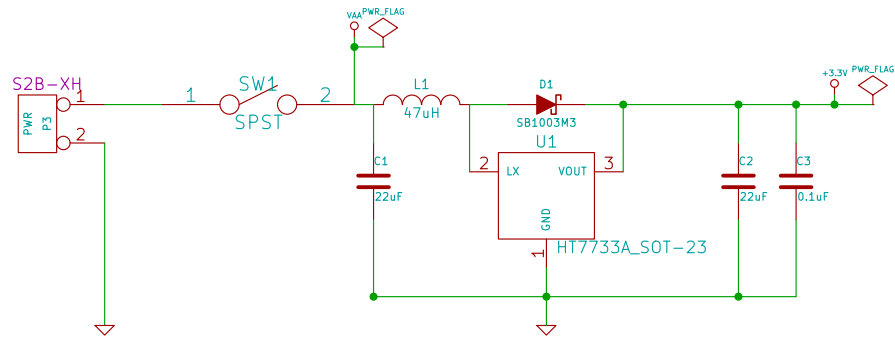 VAA
PWR_FLAG
S2B-XH
1
PWR
P3
2
1
SW1
2
SPST
L1
47uH
D1
SB1003M3
U1
2
LX
VOUT
3
GND
1
HT7733A_SOT-23
C1
22uF
C2
22uF
C3
0.1uF
+3.3V
PWR_FLAG